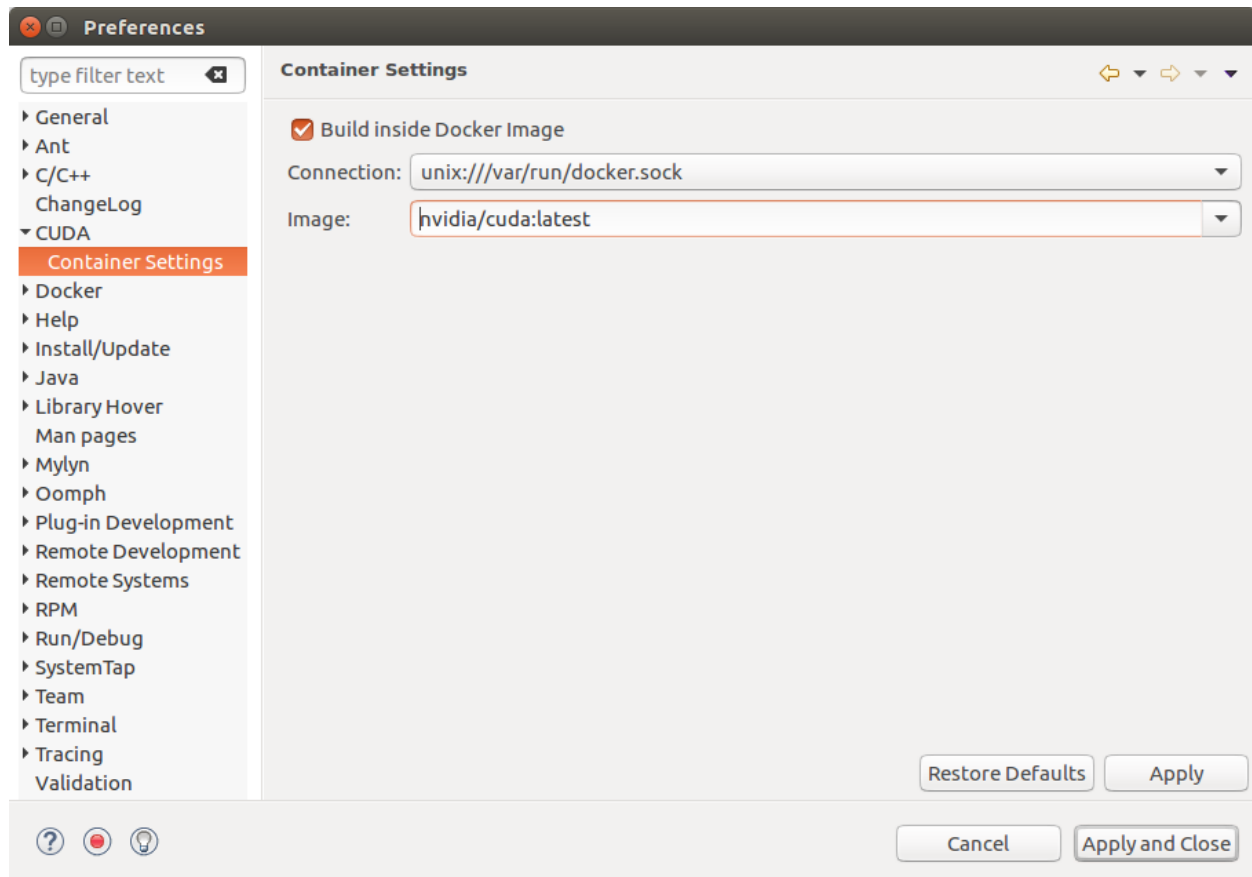 Preferences
type filter text
General
Ant
C/C++
ChangeLog
CUDA
Container Settings
Docker
Help
Install/Update
Java
Library Hover
Man pages
Mylyn
Oomph
Plug-in Development
Remote Development
Remote Systems
RPM
Run/Debug
SystemTap
Team
Terminal
Tracing
Validation
Container Settings
Build inside Docker Image
Connection: unix:///var/run/docker.sock
Image: nvidia/cuda:latest
Restore Defaults Apply
Cancel Apply and Close